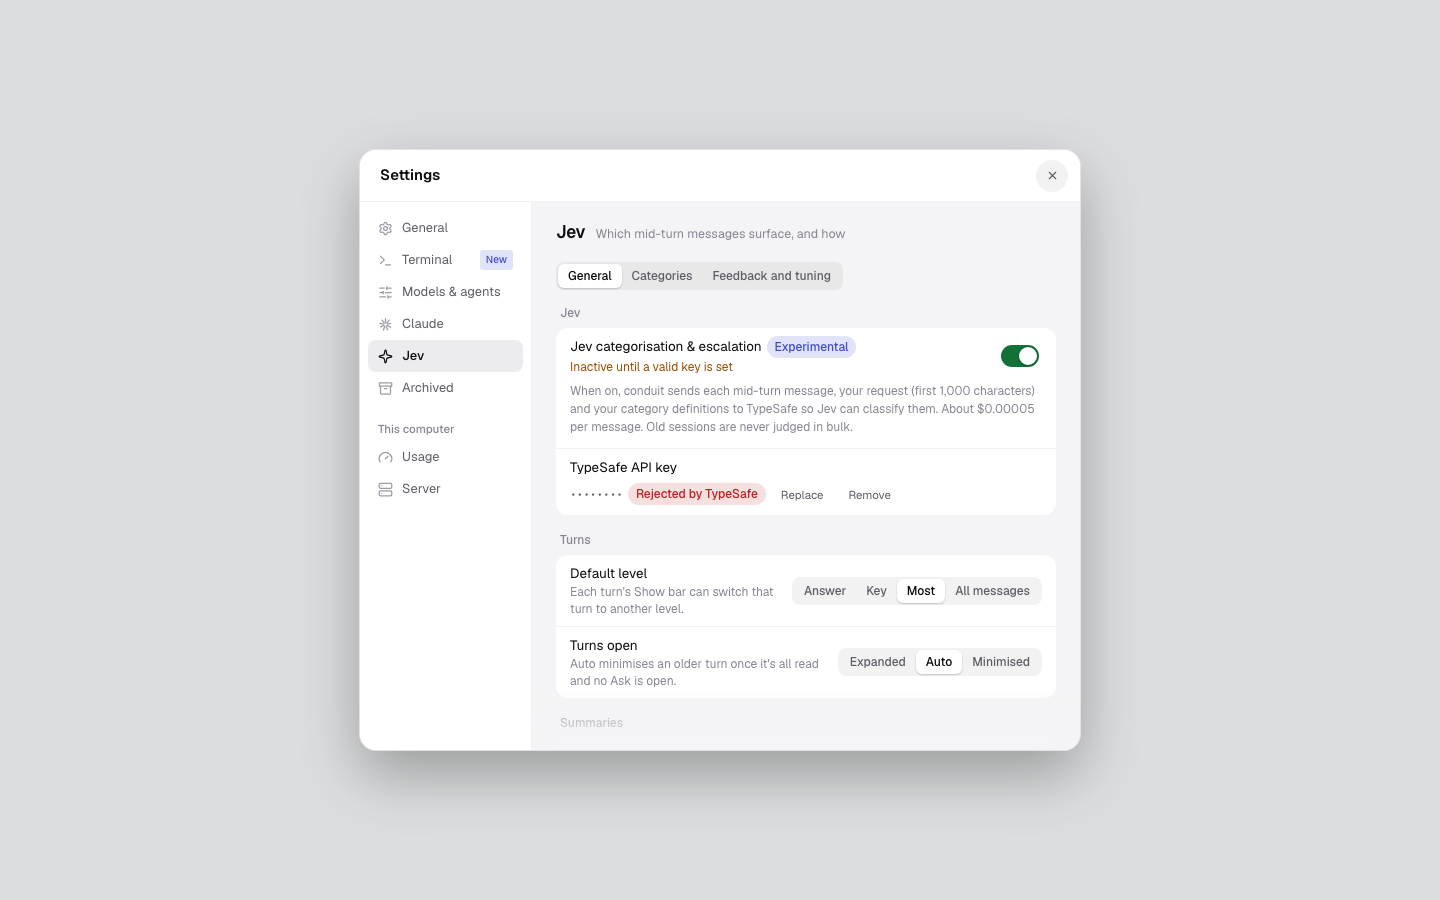 Settings
General
Terminal New
Models & agents
Claude
Jev
Archived
This computer
Usage
Server
Jev Which mid-turn messages surface, and how
General Categories Feedback and tuning
Jev
Jev categorisation & escalation Experimental
Inactive until a valid key is set
When on, conduit sends each mid-turn message, your request (first 1,000 characters)
and your category definitions to TypeSafe so Jev can classify them. About $0.00005
per message. Old sessions are never judged in bulk.
TypeSafe API key
•••••••• Rejected by TypeSafe Replace Remove
Turns
Default level
Each turn's Show bar can switch that
turn to another level.
Answer Key Most All messages
Turns open
Auto minimises an older turn once it's all read
and no Ask is open.
Expanded Auto Minimised
Summaries